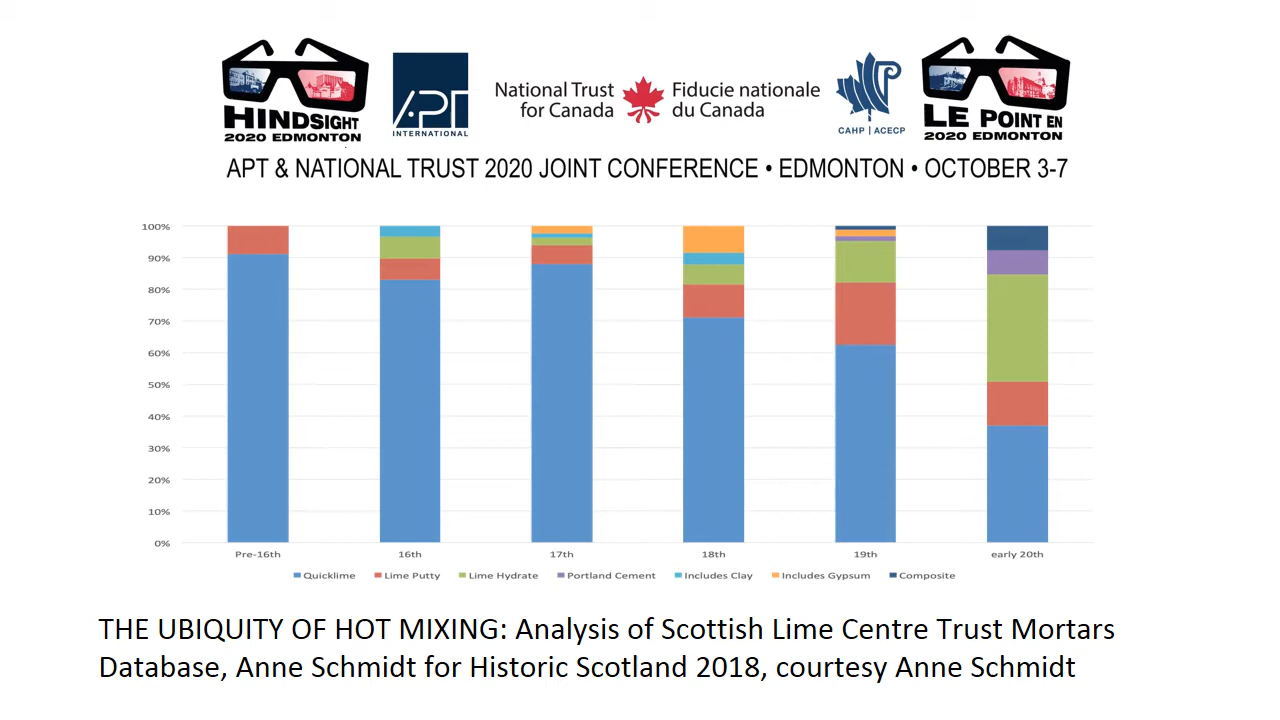 HINDSIGHT
2020 EDMONTON
APT
INTERNATIONAL
National Trust
for Canada
Fiducie nationale
du Canada
CAHP | ACECP
LE POINT EN
2020 EDMONTON
APT & NATIONAL TRUST 2020 JOINT CONFERENCE • EDMONTON • OCTOBER 3-7
100%
90%
80%
70%
60%
50%
40%
30%
20%
10%
0%
Pre-16th 16th 17th 18th 19th early 20th
Quicklime Lime Putty Lime Hydrate Portland Cement Includes Clay Includes Gypsum Composite
THE UBIQUITY OF HOT MIXING: Analysis of Scottish Lime Centre Trust Mortars
Database, Anne Schmidt for Historic Scotland 2018, courtesy Anne Schmidt